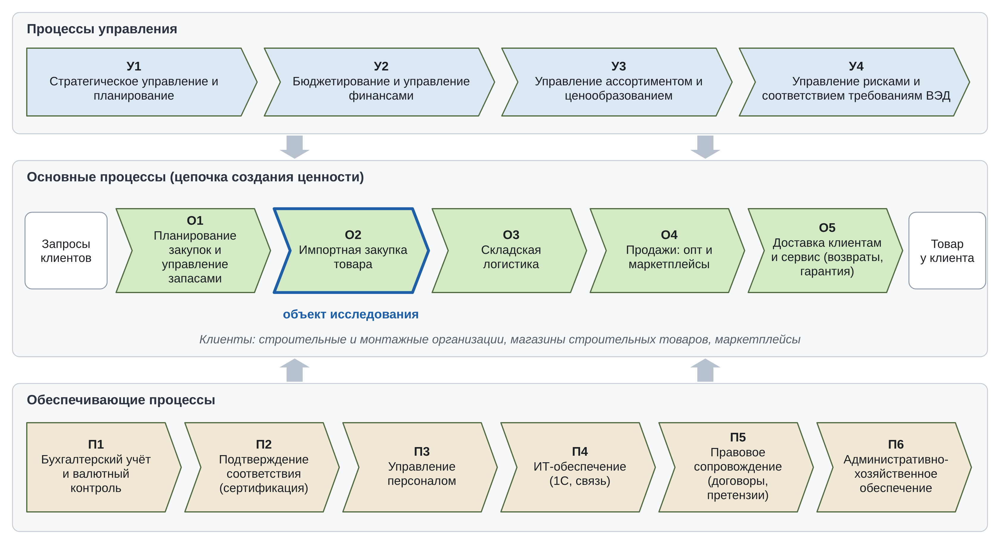 Процессы управления
У1
Стратегическое управление и
планирование
У2
Бюджетирование и управление
финансами
У3
Управление ассортиментом и
ценообразованием
У4
Управление рисками и
соответствием требованиям ВЭД
Основные процессы (цепочка создания ценности)
Запросы
клиентов
О1
Планирование
закупок и
управление
запасами
О2
Импортная закупка
товара
О3
Складская
логистика
О4
Продажи: опт и
маркетплейсы
О5
Доставка клиентам
и сервис (возвраты,
гарантия)
Товар
у клиента
объект исследования
Клиенты: строительные и монтажные организации, магазины строительных товаров, маркетплейсы
Обеспечивающие процессы
П1
Бухгалтерский учёт
и валютный
контроль
П2
Подтверждение
соответствия
(сертификация)
П3
Управление
персоналом
П4
ИТ-обеспечение
(1С, связь)
П5
Правовое
сопровождение
(договоры,
претензии)
П6
Административно-
хозяйственное
обеспечение